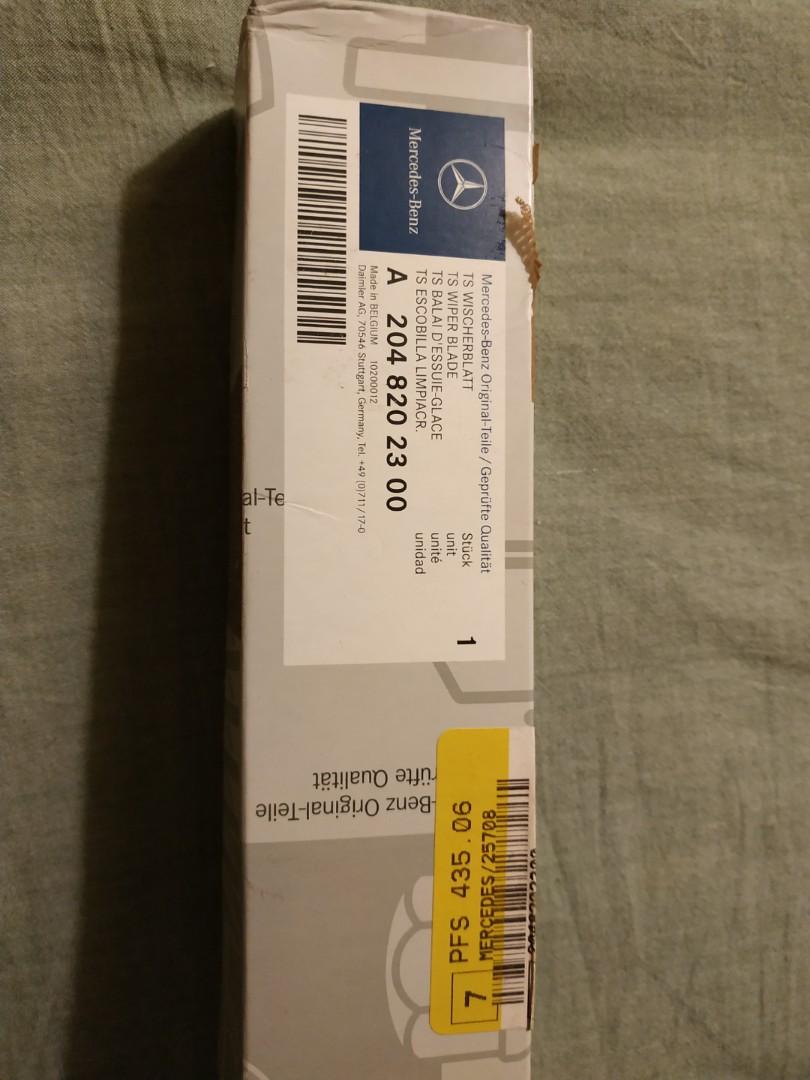 Mercedes-Benz
Mercedes-Benz Original-Teile / Geprüfte Qualität
TS WISCHERBLATT
TS WIPER BLADE
TS BALAI D'ESSUIE-GLACE
TS ESCOBILLA LIMPIACR.
Stück
unit
unité
unidad
1
A 204 820 23 00
Made in BELGIUM 10200012
Daimler AG, 70546 Stuttgart, Germany, Tel. +49 (0)711/17-0
al-Te
t
-Benz Original-Teile
rüfte Qualität
MERCEDES/25708
PFS 435.06
7